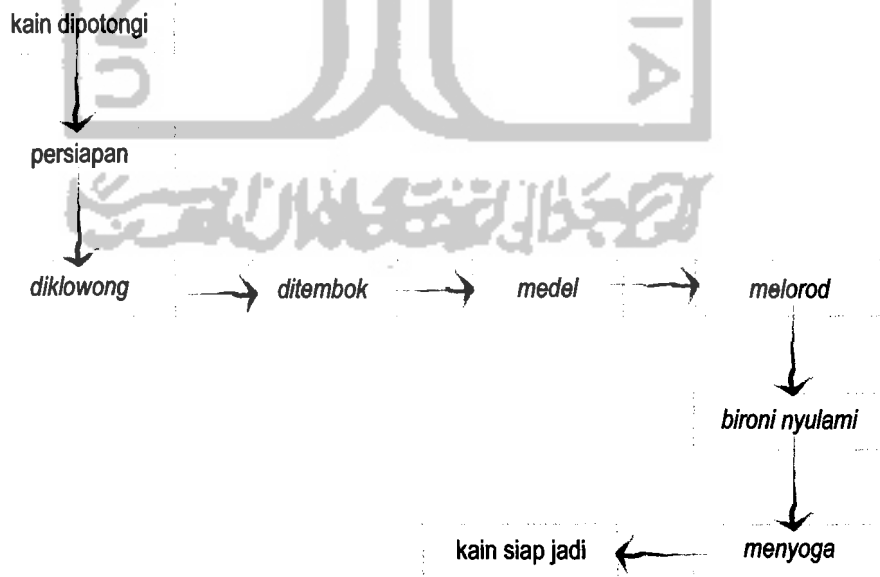 kain dipotongi
persiapan
diklowong
ditembok
medel
melorod
bironi nyulami
menyoga
kain siap jadi